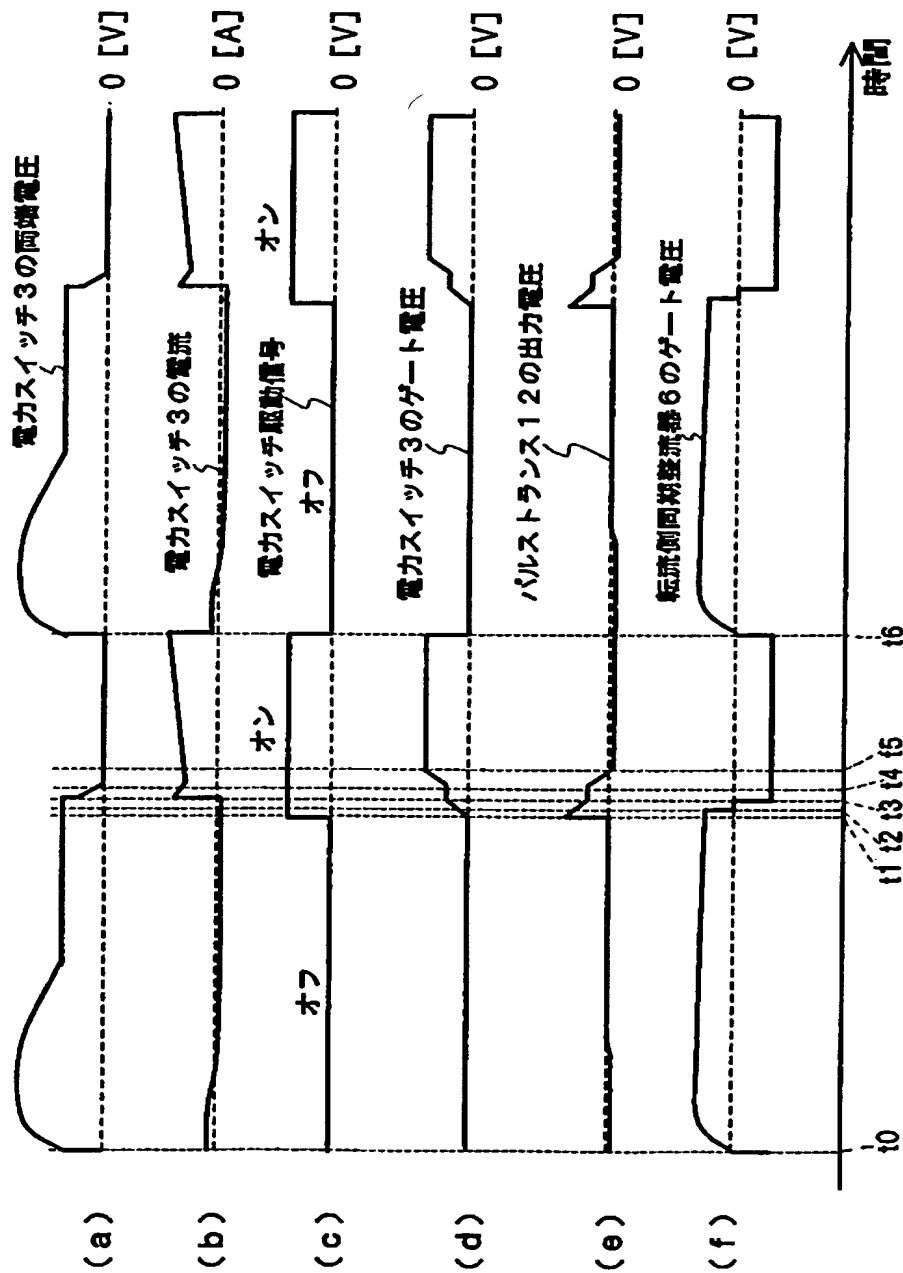 (a)
電力スイッチ3の両端電圧
0 [V]
(b)
電力スイッチ3の電流
0 [A]
(c)
オフ
オン
電力スイッチ駆動信号
オフ
オン
0 [V]
(d)
電力スイッチ3のゲート電圧
0 [V]
(e)
パルストランス12の出力電圧
0 [V]
(f)
転流側同期整流器6のゲート電圧
0 [V]
t0
t1
t2
t3
t4
t5
t6
時間